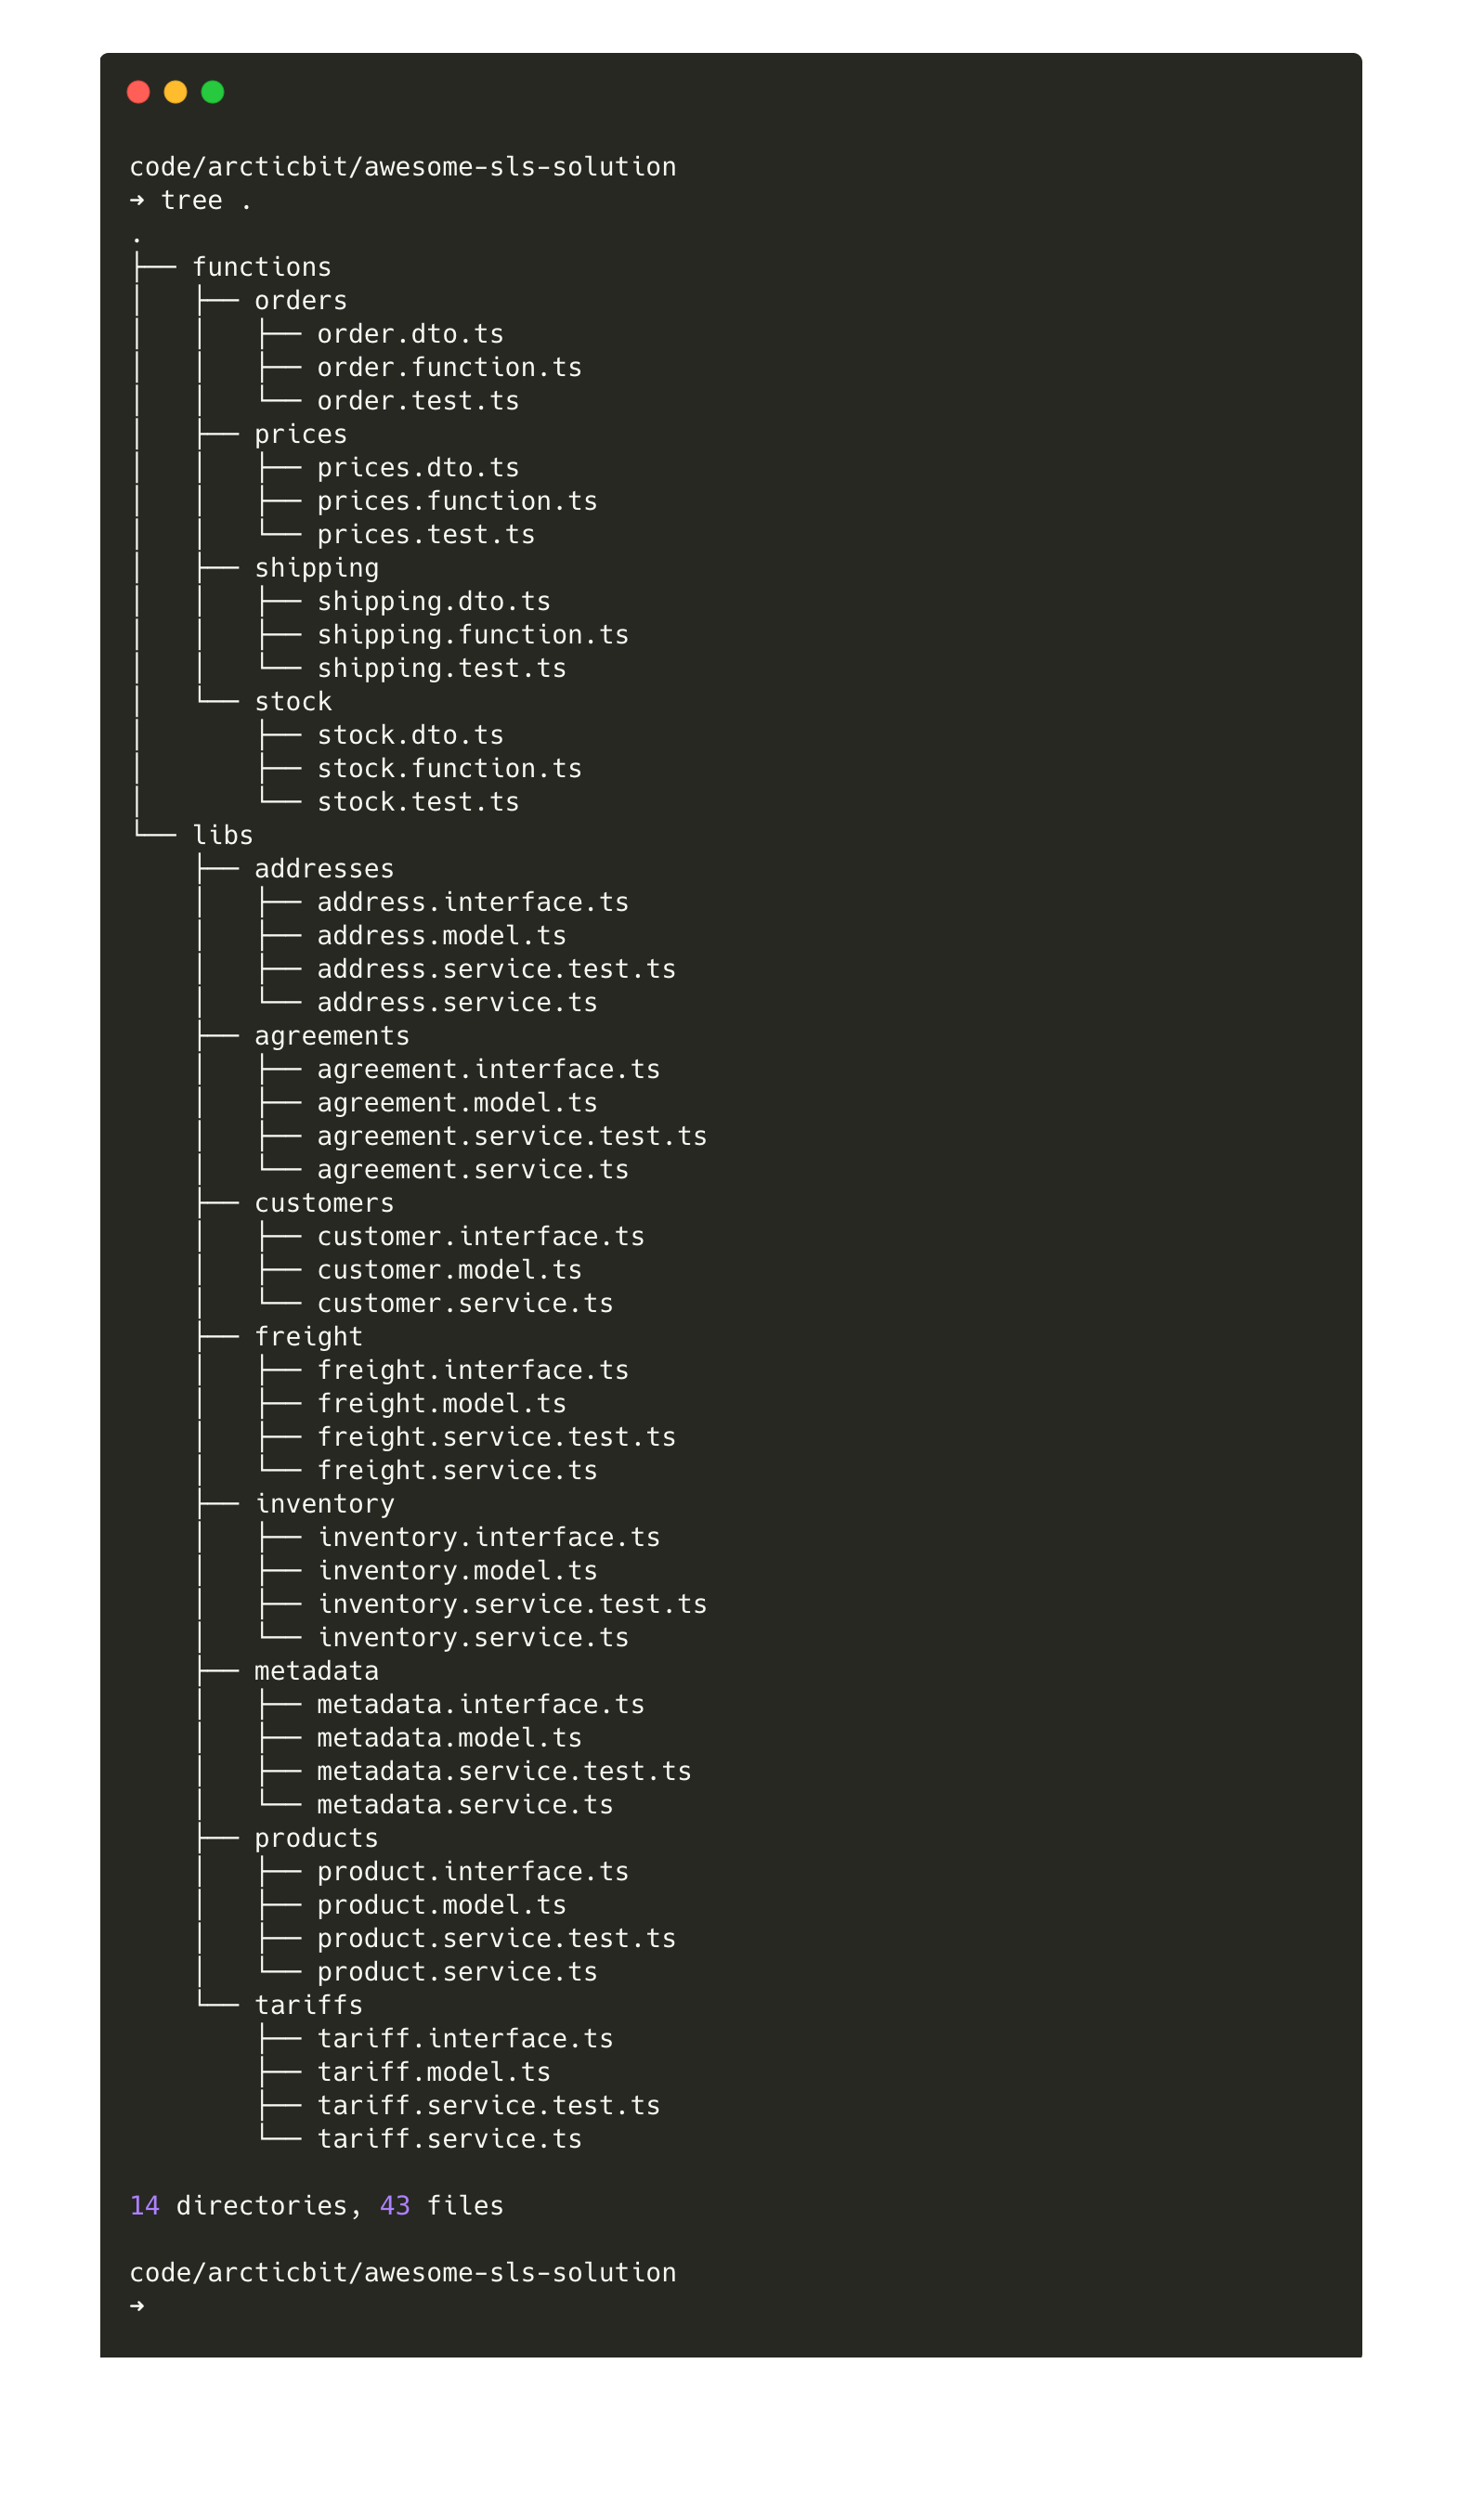 code/arcticbit/awesome-sls-solution
➜ tree .
.
├── functions
│   ├── orders
│   │   ├── order.dto.ts
│   │   ├── order.function.ts
│   │   └── order.test.ts
│   ├── prices
│   │   ├── prices.dto.ts
│   │   ├── prices.function.ts
│   │   └── prices.test.ts
│   ├── shipping
│   │   ├── shipping.dto.ts
│   │   ├── shipping.function.ts
│   │   └── shipping.test.ts
│   └── stock
│       ├── stock.dto.ts
│       ├── stock.function.ts
│       └── stock.test.ts
└── libs
    ├── addresses
    │   ├── address.interface.ts
    │   ├── address.model.ts
    │   ├── address.service.test.ts
    │   └── address.service.ts
    ├── agreements
    │   ├── agreement.interface.ts
    │   ├── agreement.model.ts
    │   ├── agreement.service.test.ts
    │   └── agreement.service.ts
    ├── customers
    │   ├── customer.interface.ts
    │   ├── customer.model.ts
    │   └── customer.service.ts
    ├── freight
    │   ├── freight.interface.ts
    │   ├── freight.model.ts
    │   ├── freight.service.test.ts
    │   └── freight.service.ts
    ├── inventory
    │   ├── inventory.interface.ts
    │   ├── inventory.model.ts
    │   ├── inventory.service.test.ts
    │   └── inventory.service.ts
    ├── metadata
    │   ├── metadata.interface.ts
    │   ├── metadata.model.ts
    │   ├── metadata.service.test.ts
    │   └── metadata.service.ts
    ├── products
    │   ├── product.interface.ts
    │   ├── product.model.ts
    │   ├── product.service.test.ts
    │   └── product.service.ts
    └── tariffs
        ├── tariff.interface.ts
        ├── tariff.model.ts
        ├── tariff.service.test.ts
        └── tariff.service.ts

14 directories, 43 files

code/arcticbit/awesome-sls-solution
➜